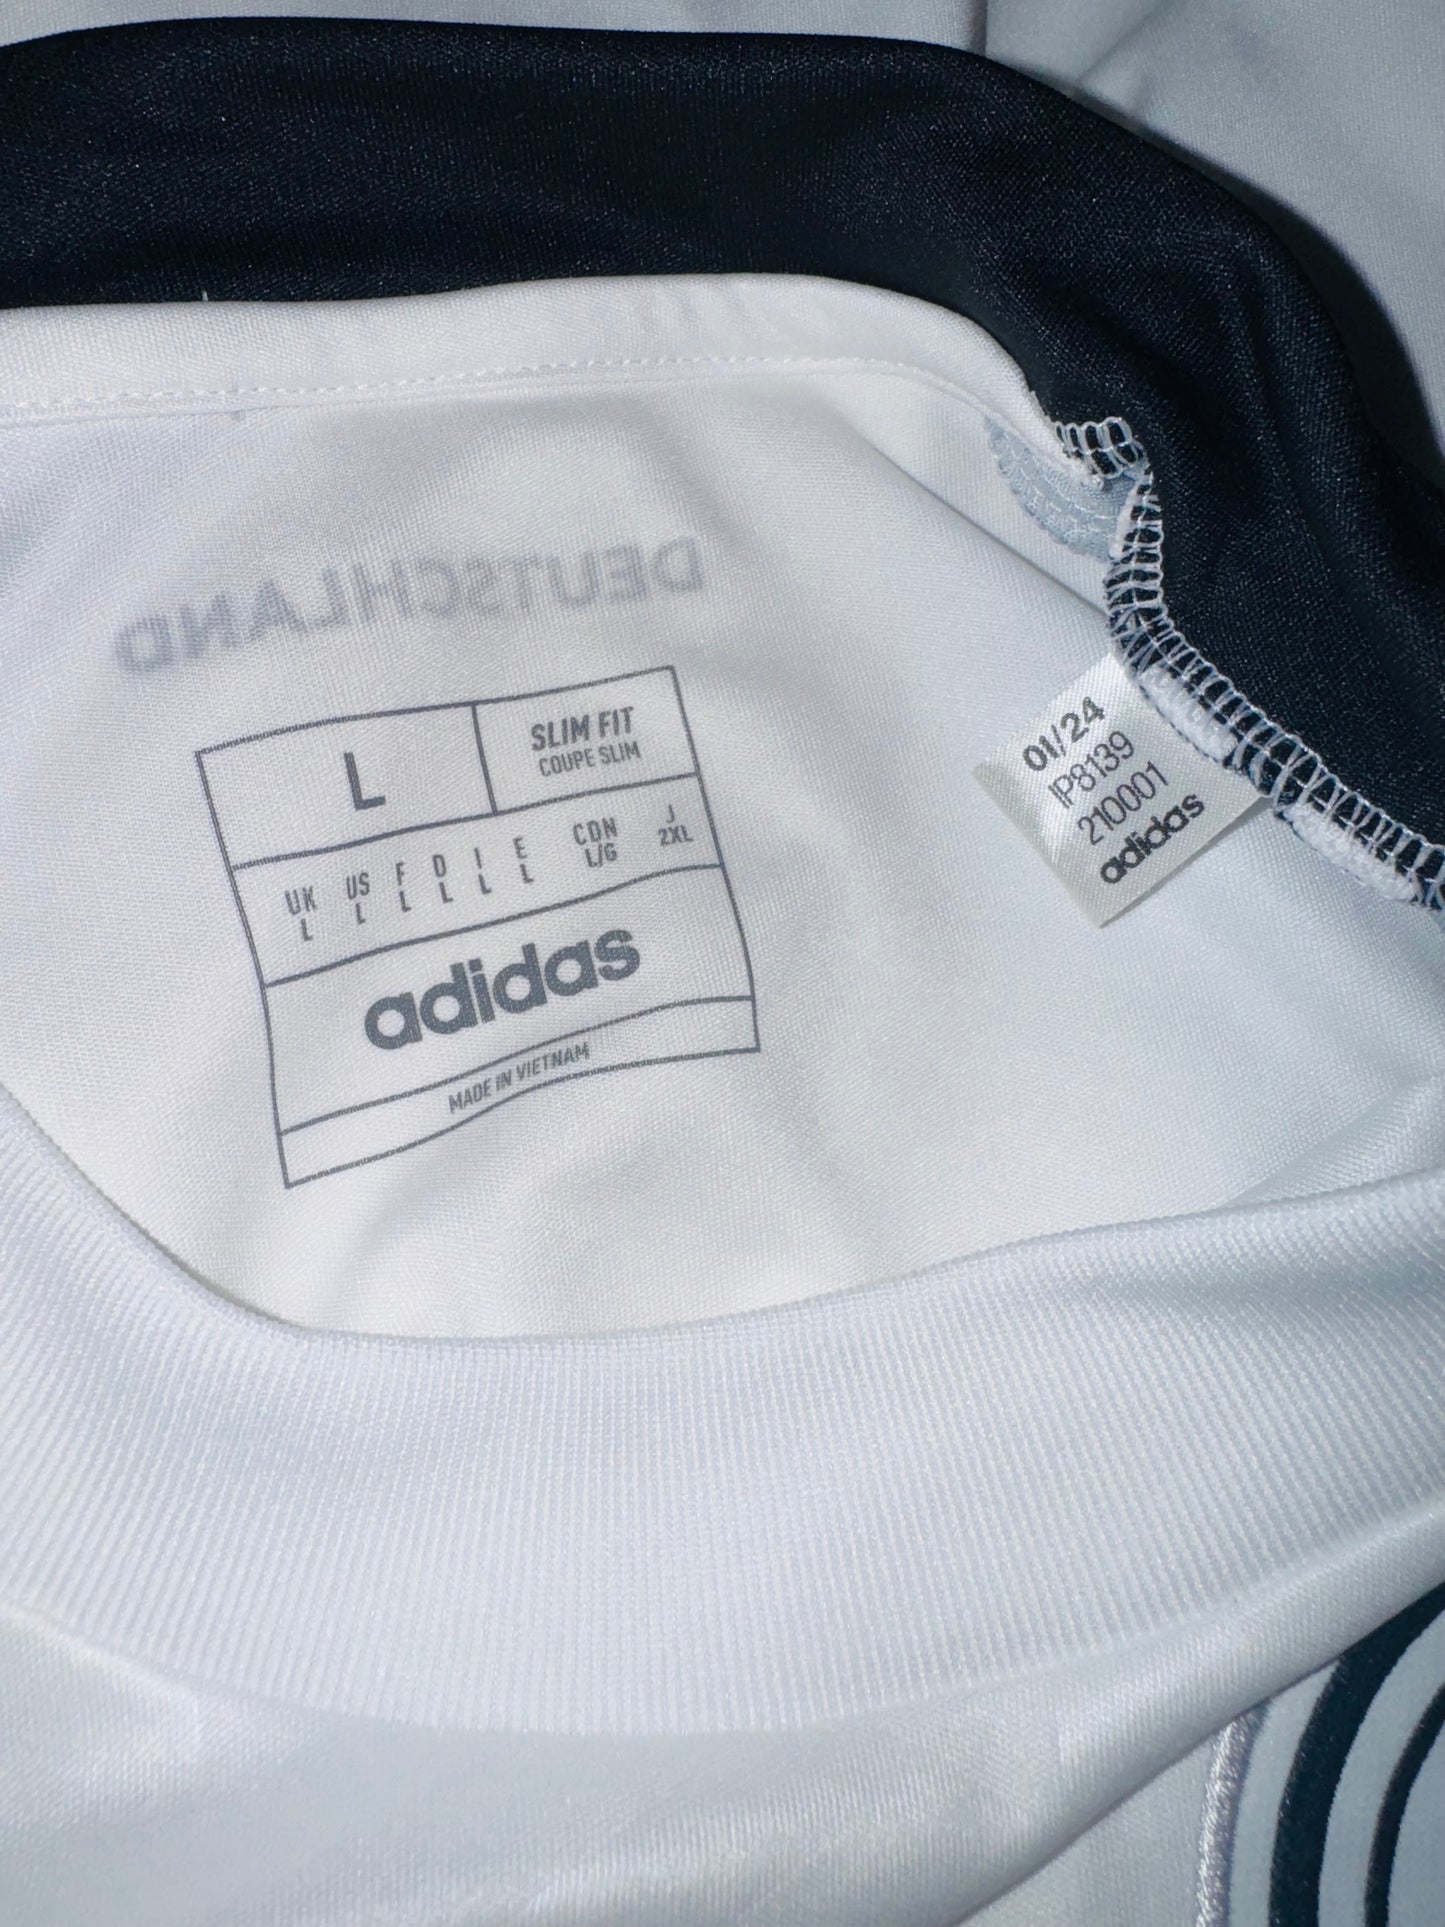 DEUTSCHLAND
L
SLIM FIT
COUPE SLIM
UK US F D I E CDN J
L L L L L L L/G 2XL
adidas
MADE IN VIETNAM
01/24
IP8139
210001
adidas